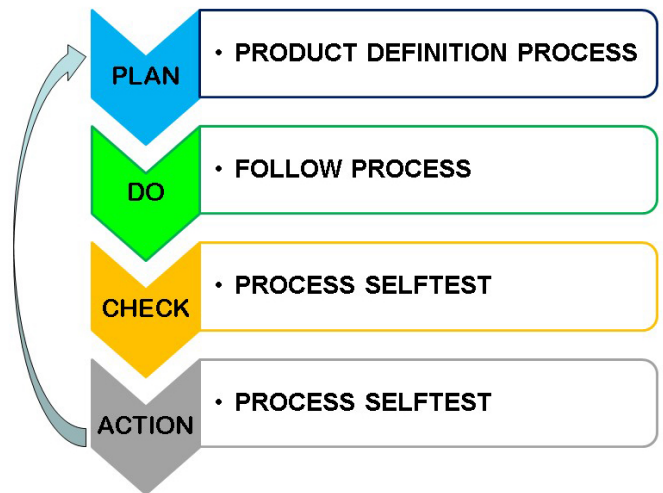 PLAN
• PRODUCT DEFINITION PROCESS
DO
• FOLLOW PROCESS
CHECK
• PROCESS SELFTEST
ACTION
• PROCESS SELFTEST